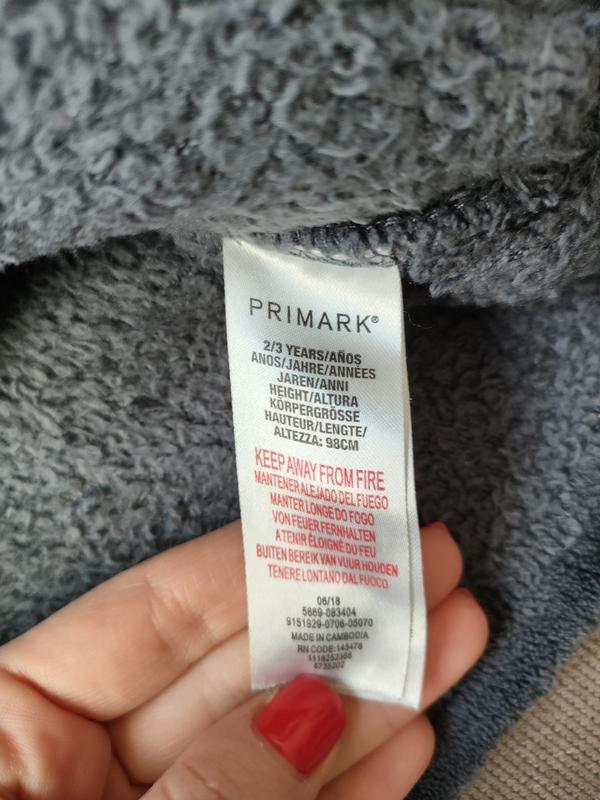 PRIMARK®
2/3 YEARS/AÑOS
ANOS/JAHRE/ANNÉES
JAREN/ANNI
HEIGHT/ALTURA
KÖRPERGRÖSSE
HAUTEUR/LENGTE/
ALTEZZA: 98CM
KEEP AWAY FROM FIRE
MANTENER ALEJADO DEL FUEGO
MANTER LONGE DO FOGO
VON FEUER FERNHALTEN
A TENIR ÉLOIGNÉ DU FEU
BUITEN BEREIK VAN VUUR HOUDEN
TENERE LONTANO DAL FUOCO
06/18
5669-083404
9151929-0706-05070
MADE IN CAMBODIA
RN CODE:145478
6735202